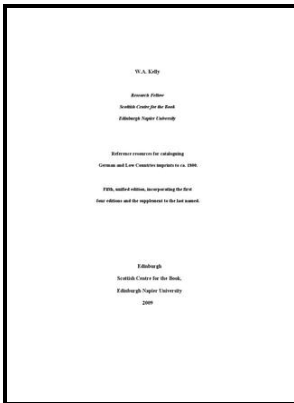 W.A. Kelly
Research Fellow
Scottish Centre for the Book
Edinburgh Napier University
Reference resources for cataloguing
German and Low Countries imprints to ca. 1800.
Fifth, unified edition, incorporating the first
four editions and the supplement to the last named.
Edinburgh
Scottish Centre for the Book,
Edinburgh Napier University
2009